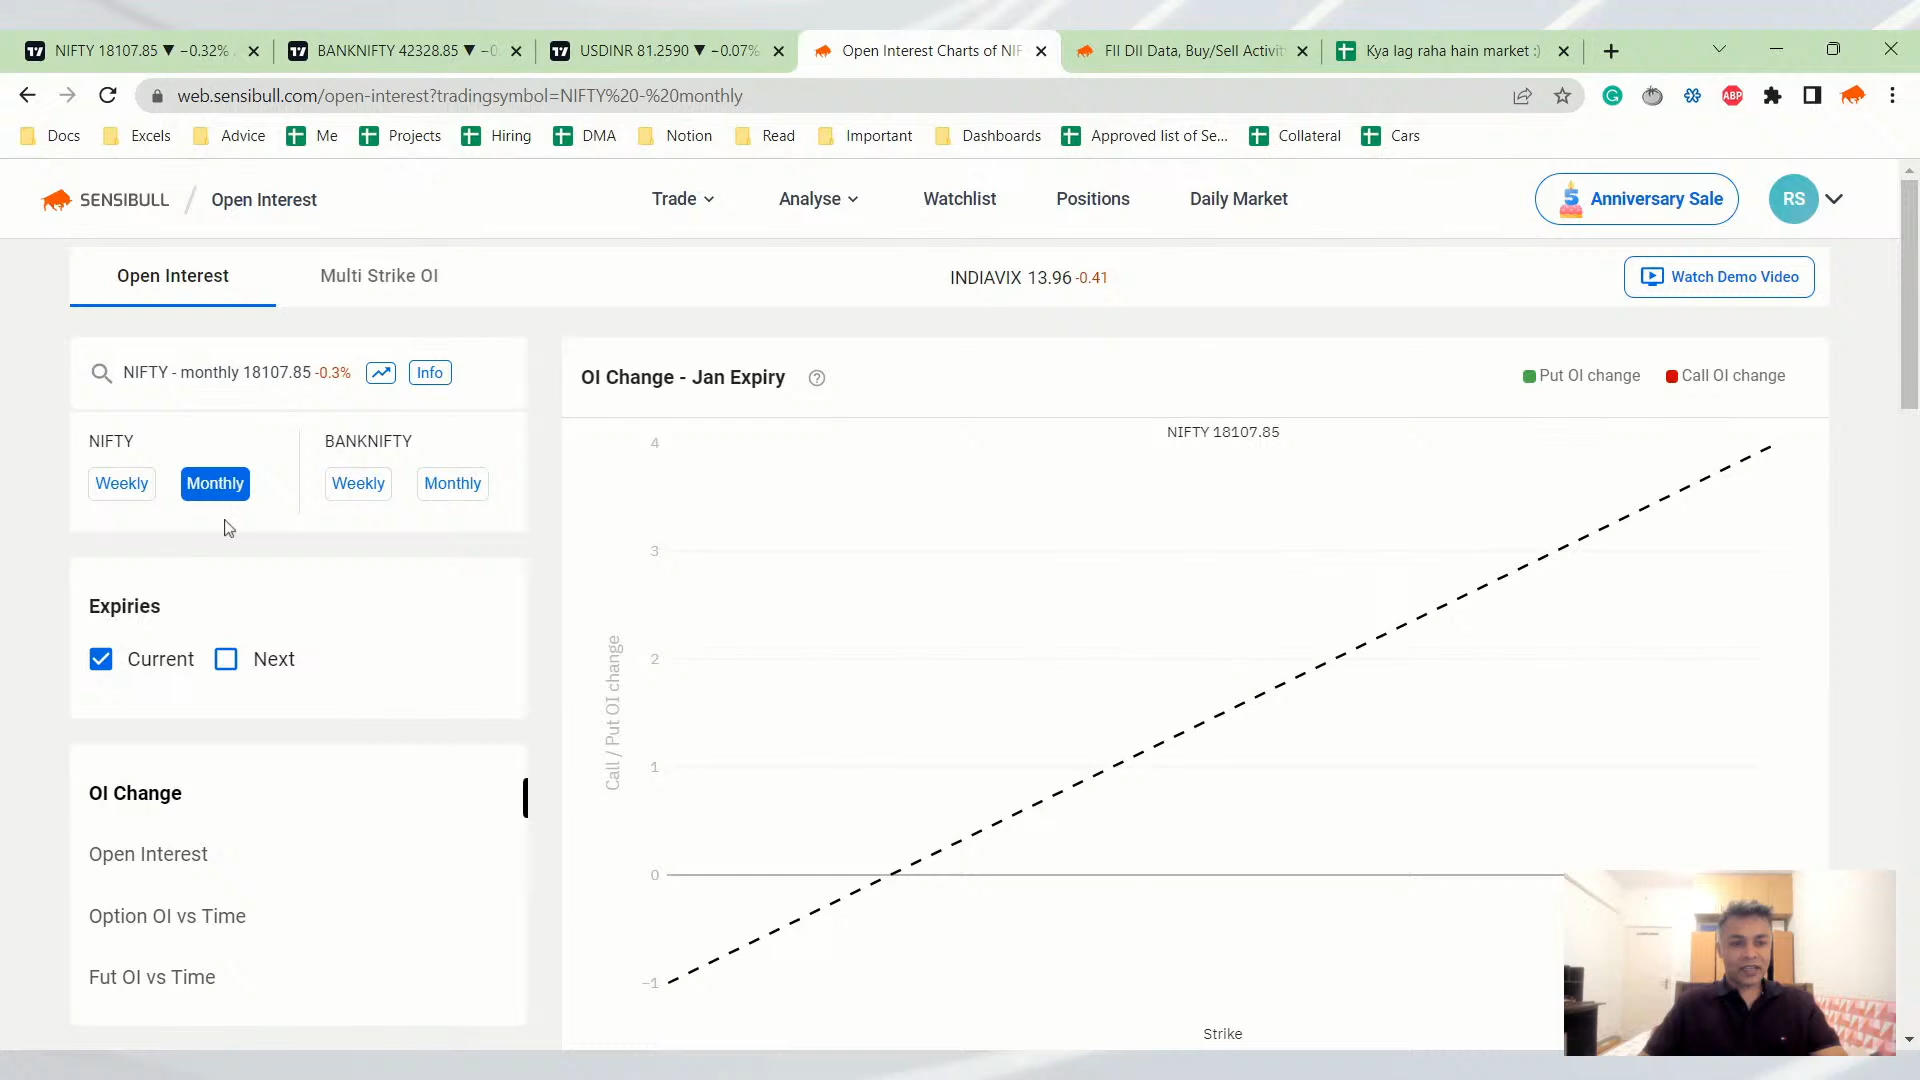 NIFTY 18107.85 ▼ −0.32%
BANKNIFTY 42328.85 ▼ −0
USDINR 81.2590 ▼ −0.07%
Open Interest Charts of NIF
FII DII Data, Buy/Sell Activit
Kya lag raha hain market :)
web.sensibull.com/open-interest?tradingsymbol=NIFTY%20-%20monthly
ABP
Docs Excels Advice Me Projects Hiring DMA Notion Read Important Dashboards Approved list of Se... Collateral Cars
SENSIBULL / Open Interest
Trade Analyse Watchlist Positions Daily Market
5 Anniversary Sale
RS
Open Interest Multi Strike OI
INDIAVIX 13.96 -0.41
Watch Demo Video
NIFTY - monthly 18107.85 -0.3% Info
NIFTY
Weekly Monthly
BANKNIFTY
Weekly Monthly
Expiries
Current Next
OI Change
Open Interest
Option OI vs Time
Fut OI vs Time
OI Change - Jan Expiry ?
Put OI change Call OI change
NIFTY 18107.85
4
3
2
1
0
−1
Call / Put OI change
Strike